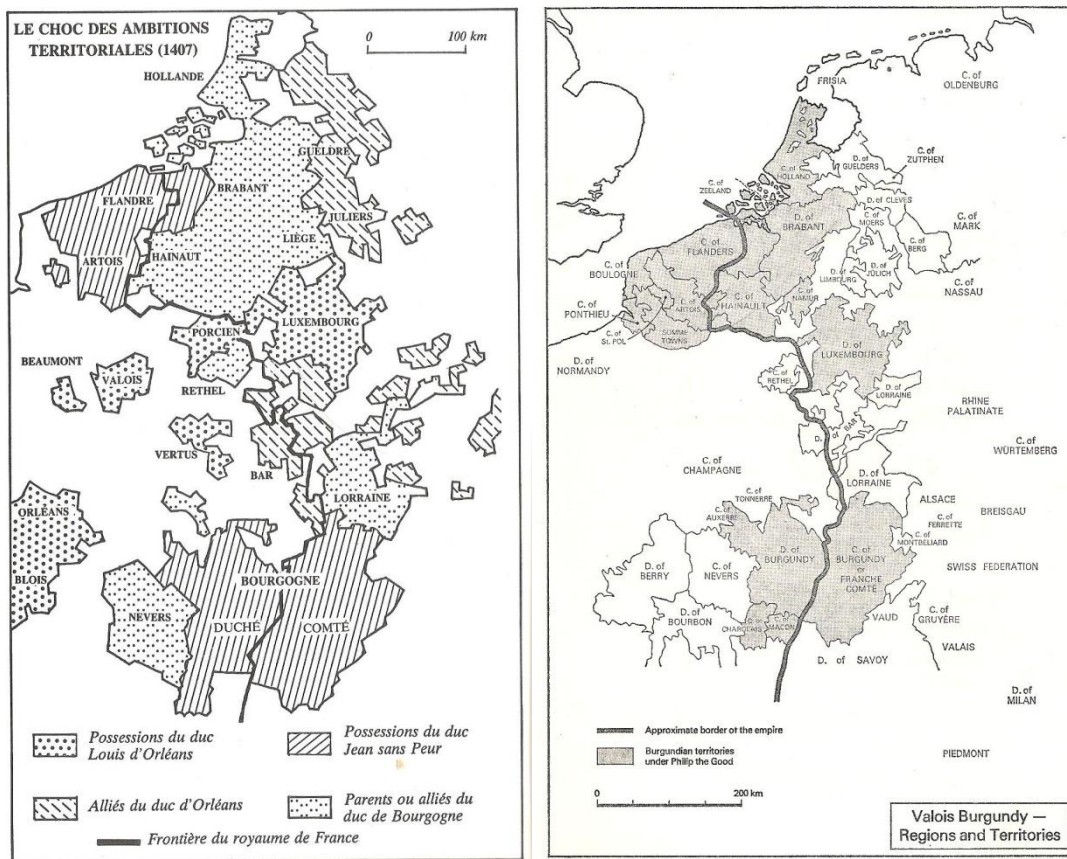 LE CHOC DES AMBITIONS
TERRITORIALES (1407)
0 100 km
HOLLANDE
GUELDRE
BRABANT
FLANDRE
JULIERS
LIÈGE
ARTOIS
HAINAUT
LUXEMBOURG
PORCIEN
BEAUMONT
VALOIS
RETHEL
VERTUS
BAR
LORRAINE
ORLÉANS
BLOIS
BOURGOGNE
NEVERS
DUCHÉ
COMTÉ
Possessions du duc
Louis d'Orléans
Possessions du duc
Jean sans Peur
Alliés du duc d'Orléans
Parents ou alliés du
duc de Bourgogne
Frontière du royaume de France
FRISIA
C. of
OLDENBURG
D. of
GUELDERS
C. of
ZUTPHEN
C. of
HOLLAND
C. of
ZEELAND
D. of CLEVES
D. of
BRABANT
C. of
MOERS
C. of
MARK
C. of
FLANDERS
C. of
BERG
C. of
BOULOGNE
D. of
LIMBOURG
D. of
JÜLICH
C. of
NASSAU
C. of
ARTOIS
C. of
HAINAULT
C. of
NAMUR
C. of
PONTHIEU
C. of
St. POL
SOMME
TOWNS
D. of
LUXEMBOURG
D. of
NORMANDY
C. of
RETHEL
D. of
LORRAINE
RHINE
PALATINATE
D. of BAR
C. of
WÜRTEMBERG
C. of
CHAMPAGNE
D. of
LORRAINE
C. of
TONNERRE
ALSACE
BREISGAU
C. of
AUXERRE
C. of
FERRETTE
C. of
MONTBELIARD
D. of
BERRY
C. of
NEVERS
D. of
BURGUNDY
C. of
BURGUNDY
or
FRANCHE
COMTÉ
SWISS FEDERATION
D. of
BOURBON
C. of
CHAROLAIS
C. of
MACON
VAUD
C. of
GRUYÈRE
VALAIS
D. of SAVOY
D. of
MILAN
Approximate border of the empire
Burgundian territories
under Philip the Good
PIEDMONT
0 200 km
Valois Burgundy —
Regions and Territories